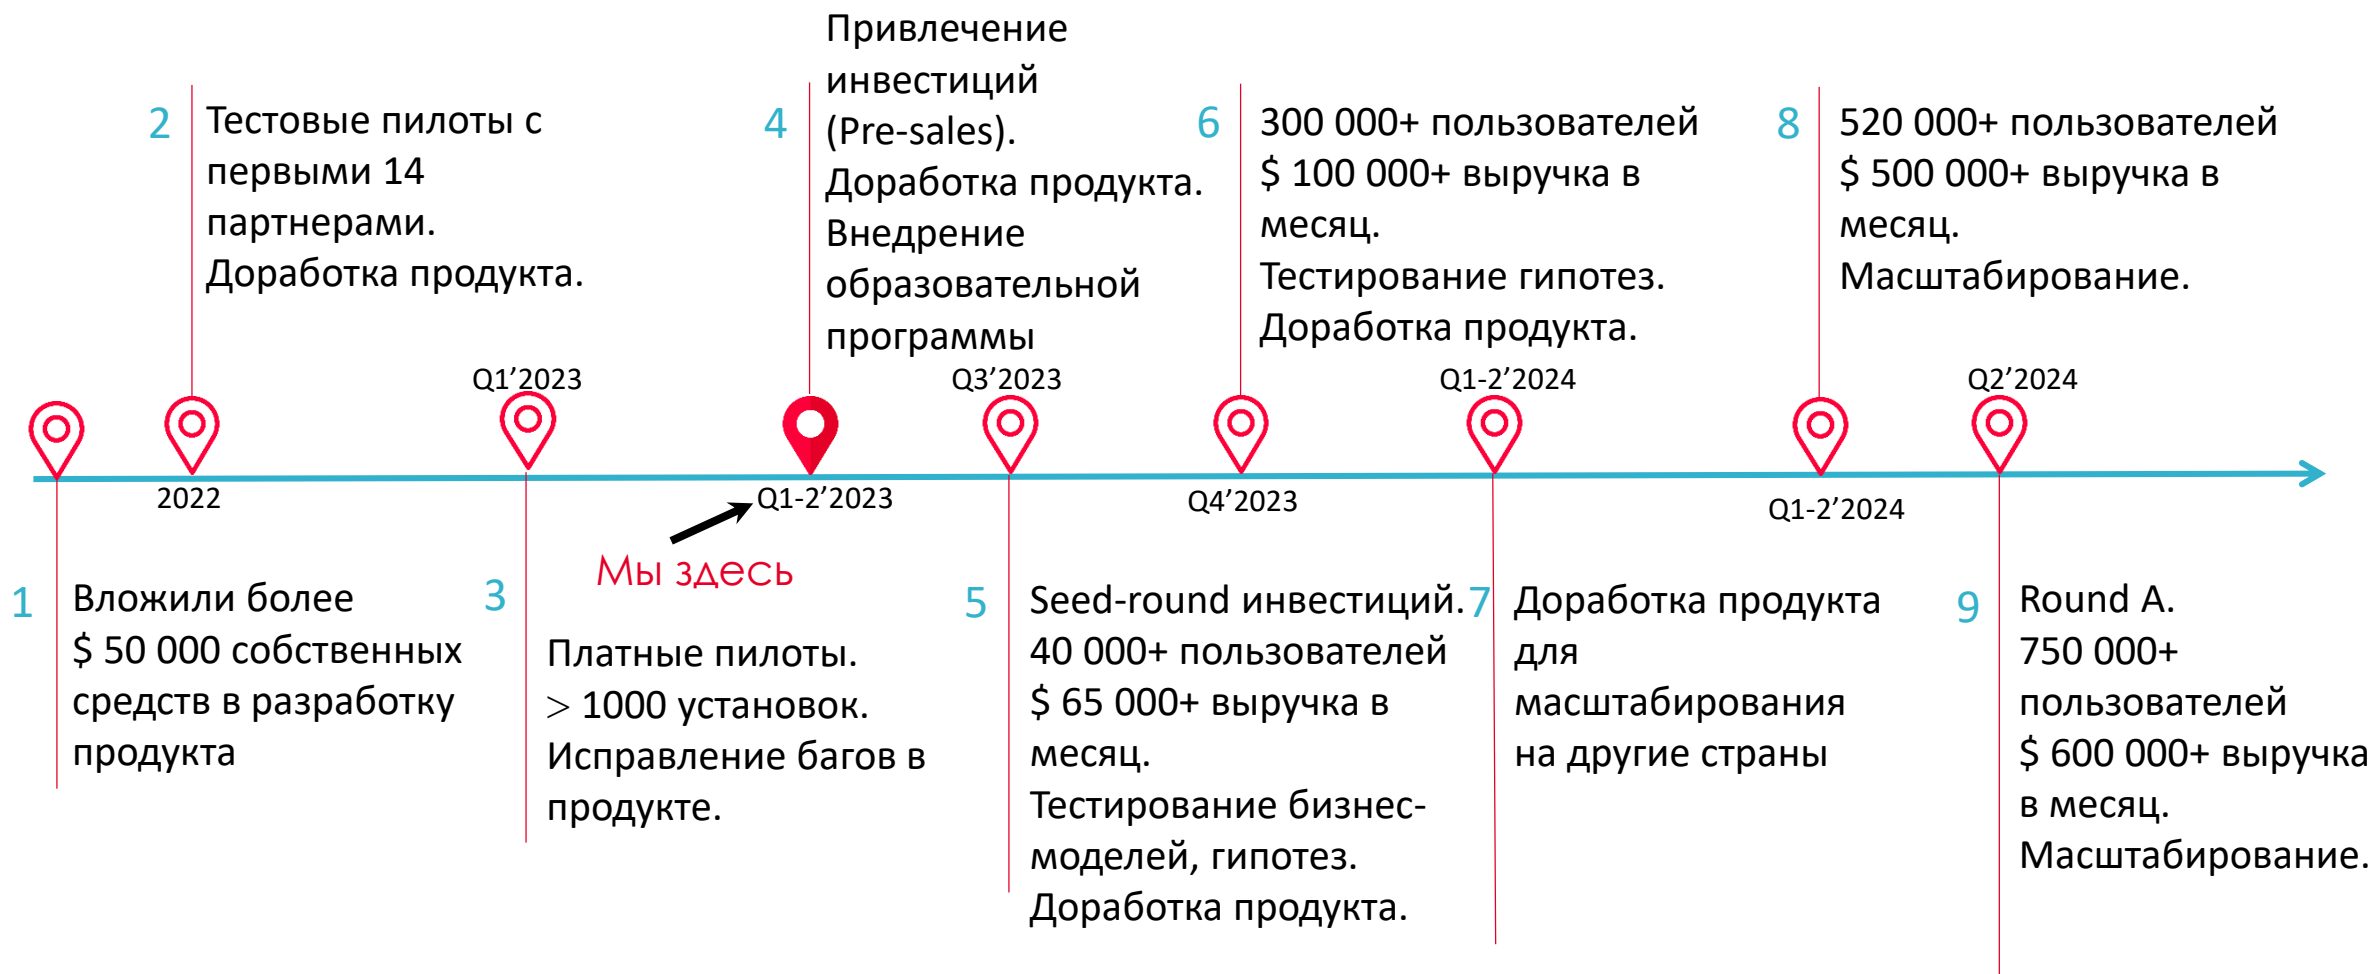 1
Вложили более
$ 50 000 собственных
средств в разработку
продукта
2
Тестовые пилоты с
первыми 14
партнерами.
Доработка продукта.
2022
Q1’2023
3
Платные пилоты.
> 1000 установок.
Исправление багов в
продукте.
4
Привлечение
инвестиций
(Pre-sales).
Доработка продукта.
Внедрение
образовательной
программы
Q1-2’2023
Мы здесь
Q3’2023
5
Seed-round инвестиций.
40 000+ пользователей
$ 65 000+ выручка в
месяц.
Тестирование бизнес-
моделей, гипотез.
Доработка продукта.
6
300 000+ пользователей
$ 100 000+ выручка в
месяц.
Тестирование гипотез.
Доработка продукта.
Q4’2023
Q1-2’2024
7
Доработка продукта
для
масштабирования
на другие страны
8
520 000+ пользователей
$ 500 000+ выручка в
месяц.
Масштабирование.
Q1-2’2024
Q2’2024
9
Round A.
750 000+
пользователей
$ 600 000+ выручка
в месяц.
Масштабирование.